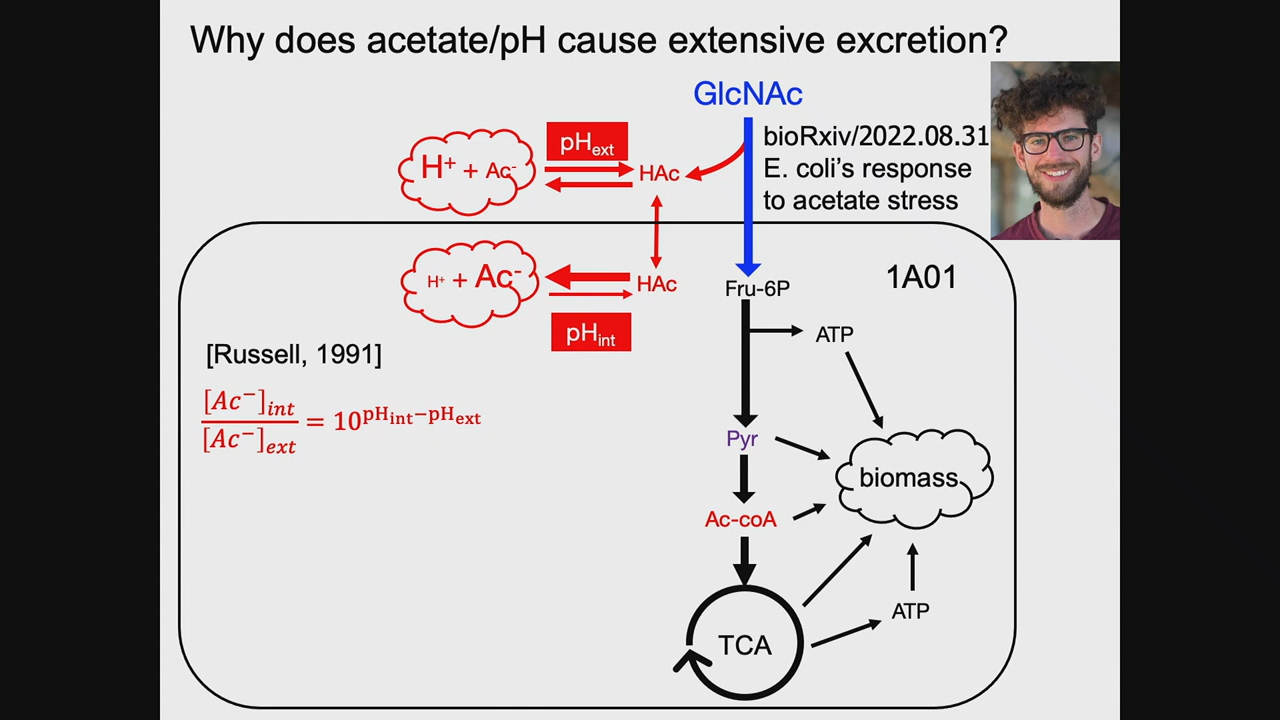 Why does acetate/pH cause extensive excretion?
GlcNAc
bioRxiv/2022.08.31
E. coli's response
to acetate stress
pHext
H⁺ + Ac⁻
HAc
H⁺ + Ac⁻
HAc
pHint
Fru-6P
1A01
ATP
[Russell, 1991]
[Ac⁻]int / [Ac⁻]ext = 10^(pHint−pHext)
Pyr
biomass
Ac-coA
ATP
TCA